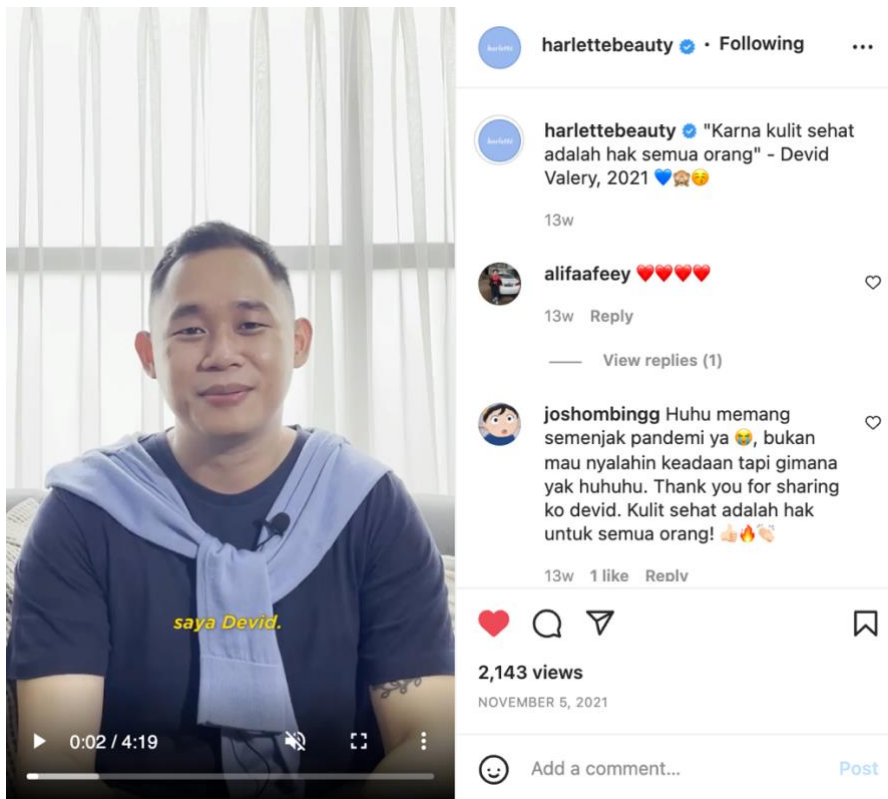 saya Devid.
0:02 / 4:19
harlettebeauty • Following
harlettebeauty "Karna kulit sehat
adalah hak semua orang" - Devid
Valery, 2021 💙🙈😚
13w
alifaafeey ❤️❤️❤️❤️
13w Reply
View replies (1)
joshombingg Huhu memang
semenjak pandemi ya 😭, bukan
mau nyalahin keadaan tapi gimana
yak huhuhu. Thank you for sharing
ko devid. Kulit sehat adalah hak
untuk semua orang! 👍🏻🔥👏🏻
13w 1 like Reply
2,143 views
NOVEMBER 5, 2021
Add a comment...
Post